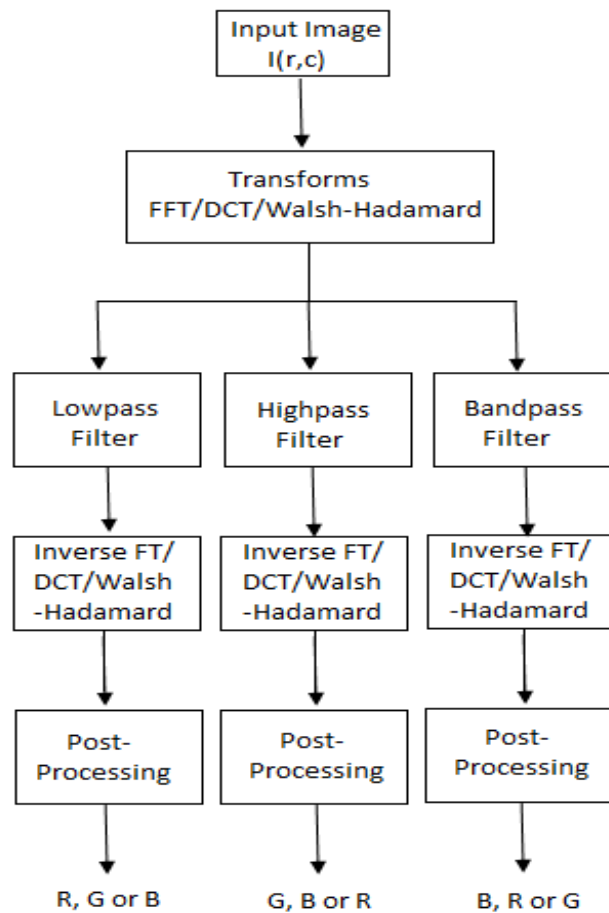 Input Image
I(r,c)
Transforms
FFT/DCT/Walsh-Hadamard
Lowpass
Filter
Highpass
Filter
Bandpass
Filter
Inverse FT/
DCT/Walsh
-Hadamard
Inverse FT/
DCT/Walsh
-Hadamard
Inverse FT/
DCT/Walsh
-Hadamard
Post-
Processing
Post-
Processing
Post-
Processing
R, G or B
G, B or R
B, R or G